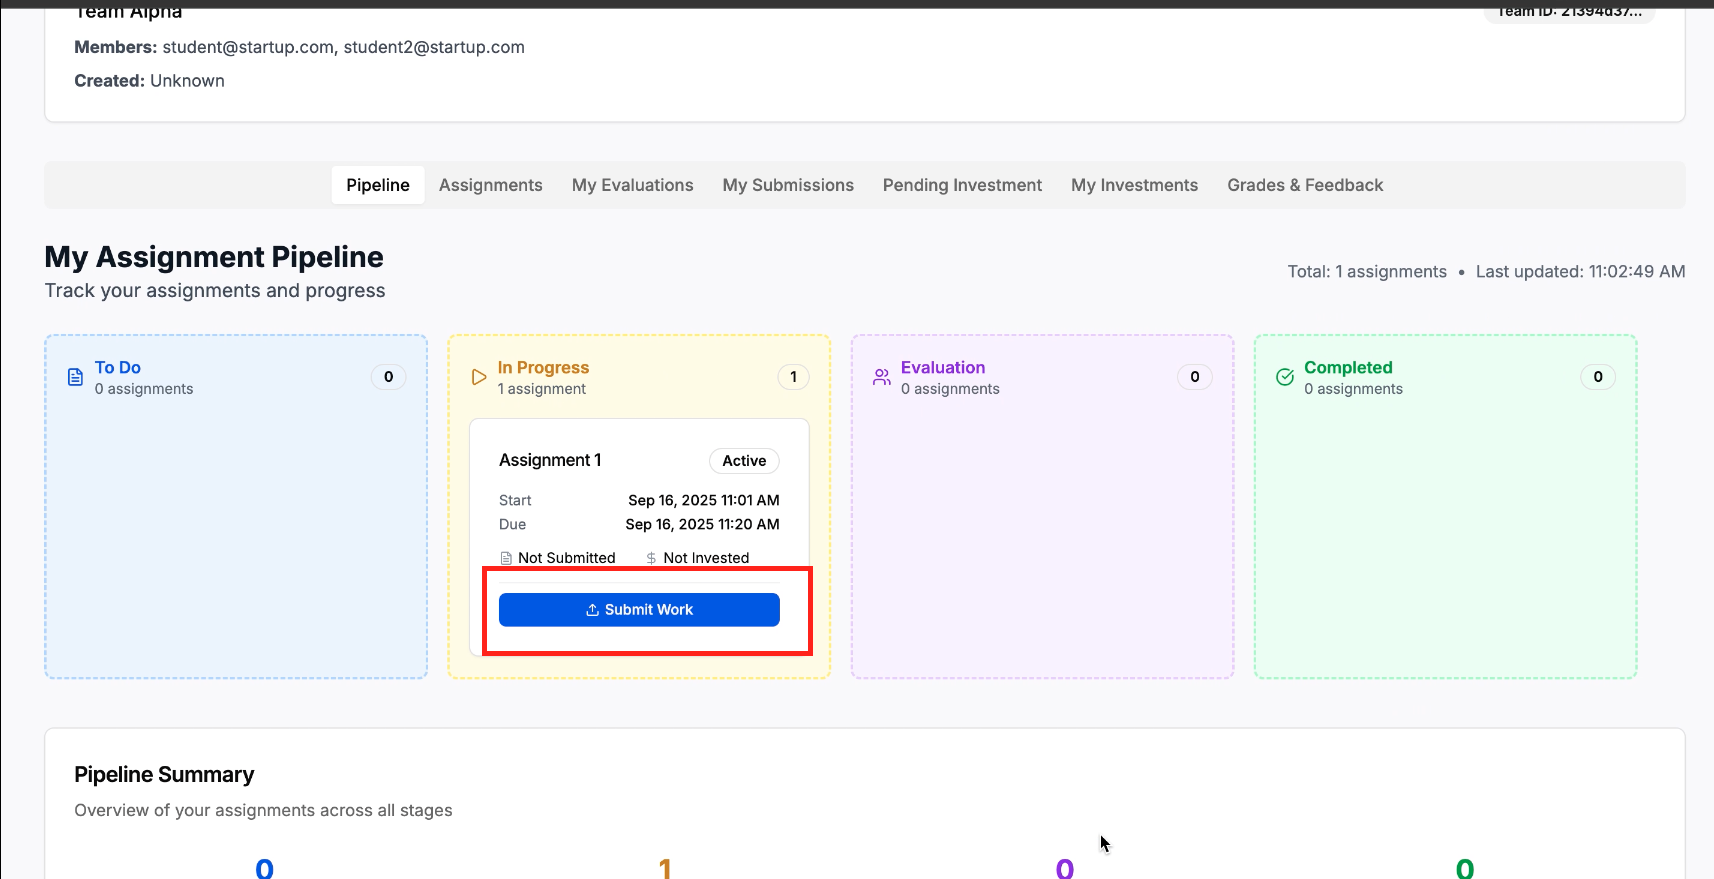 Team Alpha
Team ID: 21394d37...
Members: student@startup.com, student2@startup.com
Created: Unknown
Pipeline Assignments My Evaluations My Submissions Pending Investment My Investments Grades & Feedback
My Assignment Pipeline
Track your assignments and progress
Total: 1 assignments • Last updated: 11:02:49 AM
To Do
0 assignments
0
In Progress
1 assignment
1
Assignment 1
Active
Start Sep 16, 2025 11:01 AM
Due Sep 16, 2025 11:20 AM
Not Submitted $ Not Invested
Submit Work
Evaluation
0 assignments
0
Completed
0 assignments
0
Pipeline Summary
Overview of your assignments across all stages
0 1 0 0